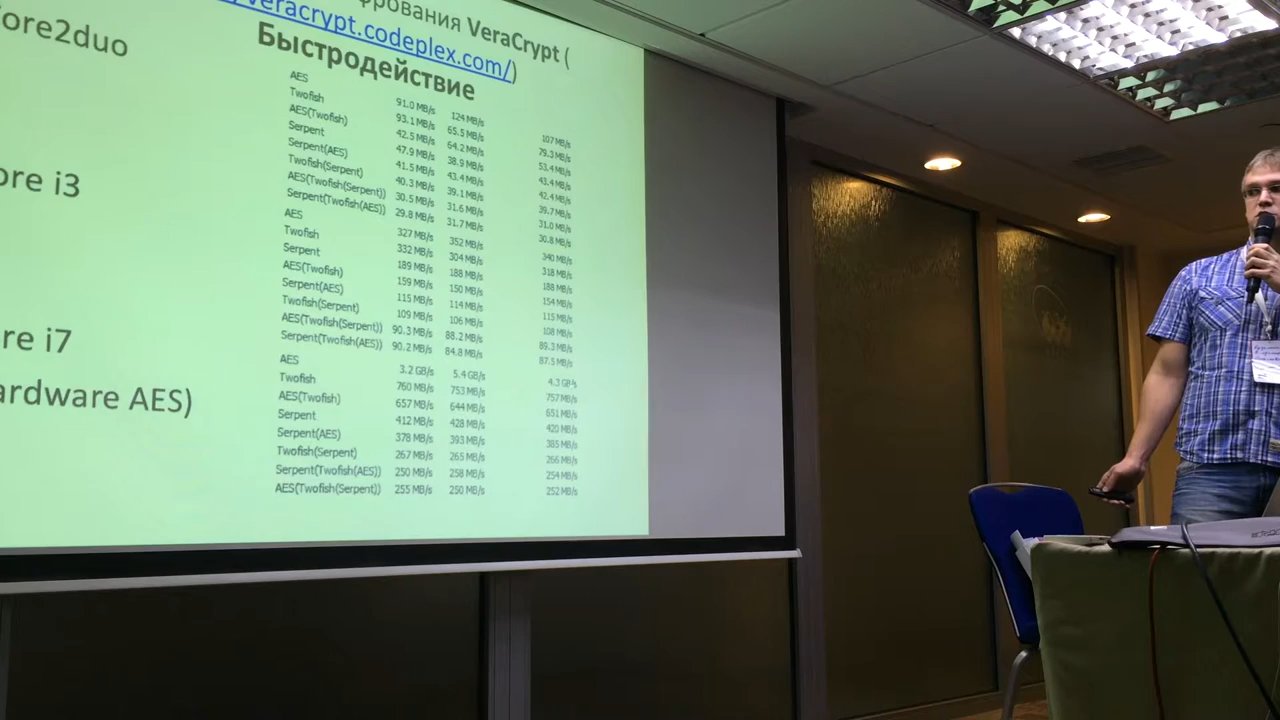 фрования VeraCrypt (
veracrypt.codeplex.com/)
Быстродействие
ore2duo
AES 91.0 MB/s 124 MB/s 107 MB/s
Twofish 93.1 MB/s 65.5 MB/s 79.3 MB/s
AES(Twofish) 42.5 MB/s 64.2 MB/s 53.4 MB/s
Serpent 47.9 MB/s 38.9 MB/s 43.4 MB/s
Serpent(AES) 41.5 MB/s 43.4 MB/s 42.4 MB/s
Twofish(Serpent) 40.3 MB/s 39.1 MB/s 39.7 MB/s
AES(Twofish(Serpent)) 30.5 MB/s 31.6 MB/s 31.0 MB/s
Serpent(Twofish(AES)) 29.8 MB/s 31.7 MB/s 30.8 MB/s
ore i3
AES 327 MB/s 352 MB/s 340 MB/s
Twofish 332 MB/s 304 MB/s 318 MB/s
Serpent 189 MB/s 188 MB/s 188 MB/s
AES(Twofish) 159 MB/s 150 MB/s 154 MB/s
Serpent(AES) 115 MB/s 114 MB/s 115 MB/s
Twofish(Serpent) 109 MB/s 106 MB/s 108 MB/s
AES(Twofish(Serpent)) 90.3 MB/s 88.2 MB/s 89.3 MB/s
Serpent(Twofish(AES)) 90.2 MB/s 84.8 MB/s 87.5 MB/s
re i7
ardware AES)
AES 3.2 GB/s 5.4 GB/s 4.3 GB/s
Twofish 760 MB/s 753 MB/s 757 MB/s
AES(Twofish) 657 MB/s 644 MB/s 651 MB/s
Serpent 412 MB/s 428 MB/s 420 MB/s
Serpent(AES) 378 MB/s 393 MB/s 385 MB/s
Twofish(Serpent) 267 MB/s 265 MB/s 266 MB/s
Serpent(Twofish(AES)) 250 MB/s 258 MB/s 254 MB/s
AES(Twofish(Serpent)) 255 MB/s 250 MB/s 252 MB/s